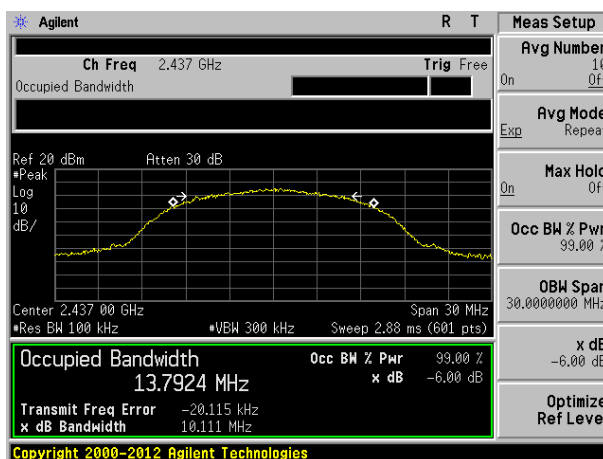 Agilent R T
Ch Freq 2.437 GHz Trig Free
Occupied Bandwidth
Ref 20 dBm Atten 30 dB
#Peak
Log
10
dB/
Center 2.437 00 GHz Span 30 MHz
#Res BW 100 kHz #VBW 300 kHz Sweep 2.88 ms (601 pts)
Occupied Bandwidth Occ BW % Pwr 99.00 %
13.7924 MHz x dB -6.00 dB
Transmit Freq Error -20.115 kHz
x dB Bandwidth 10.111 MHz
Copyright 2000-2012 Agilent Technologies
Meas Setup
Avg Number
10
On Of
Avg Mode
Exp Repea
Max Hold
On Of
Occ BW % Pwr
99.00 %
OBW Span
30.0000000 MHz
x dB
-6.00 dB
Optimize
Ref Leve